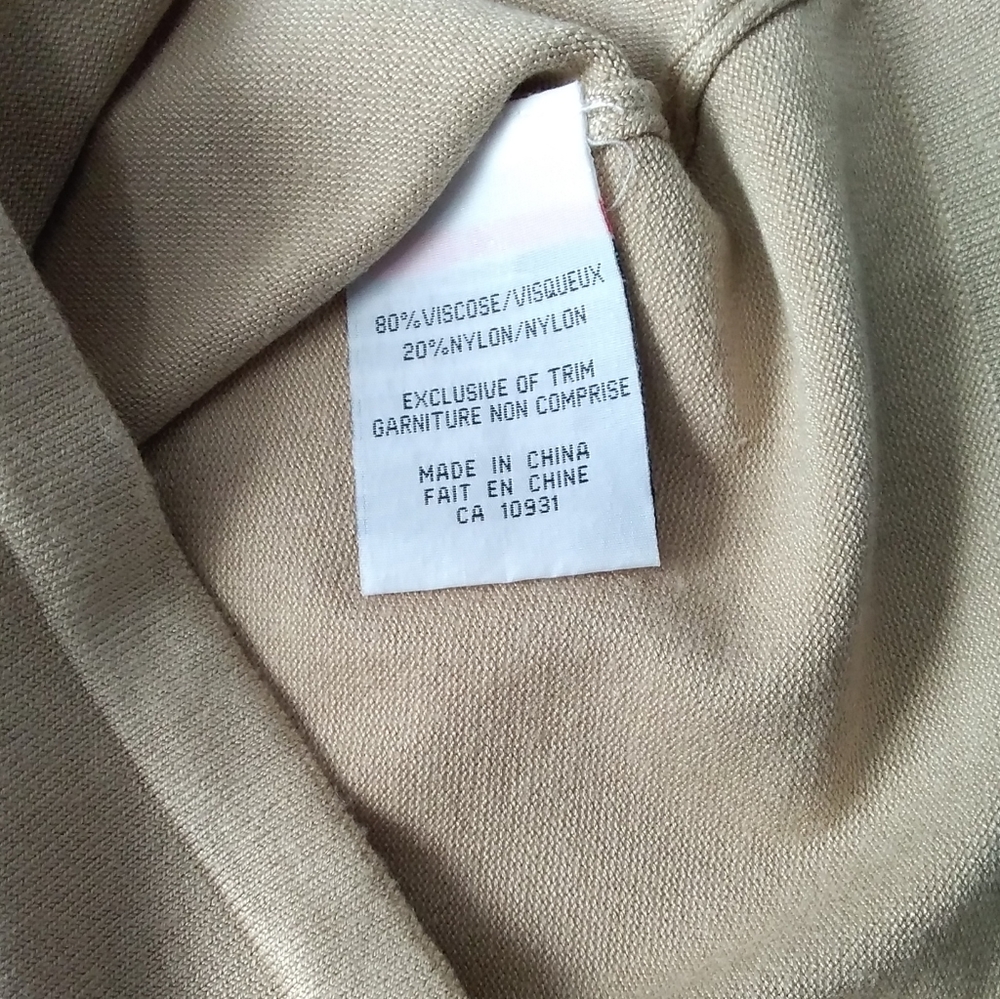 80%VISCOSE/VISQUEUX
20%NYLON/NYLON
EXCLUSIVE OF TRIM
GARNITURE NON COMPRISE
MADE IN CHINA
FAIT EN CHINE
CA 10931